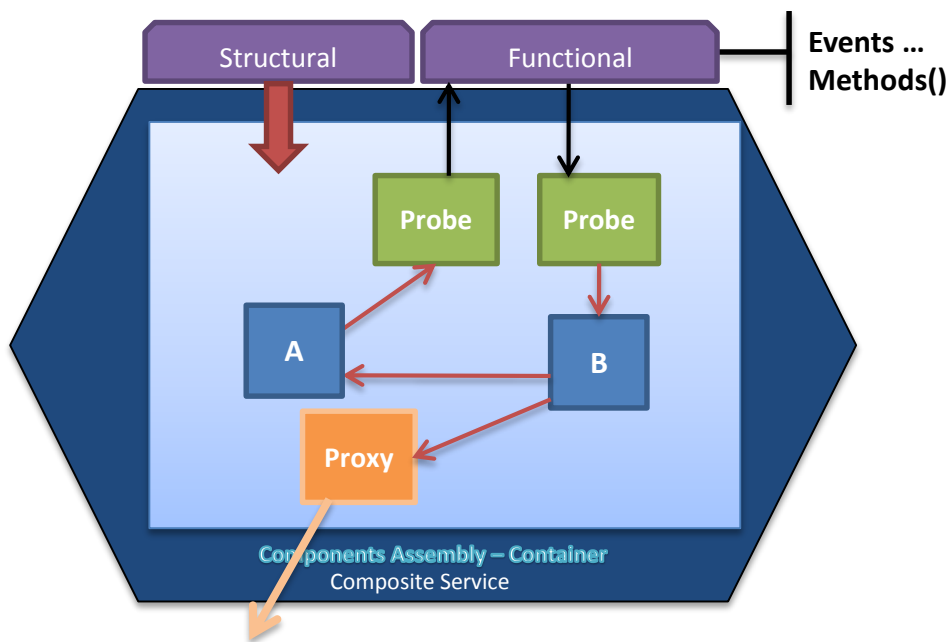 Structural
Functional
Events …
Methods()
Probe
Probe
A
B
Proxy
Components Assembly – Container
Composite Service